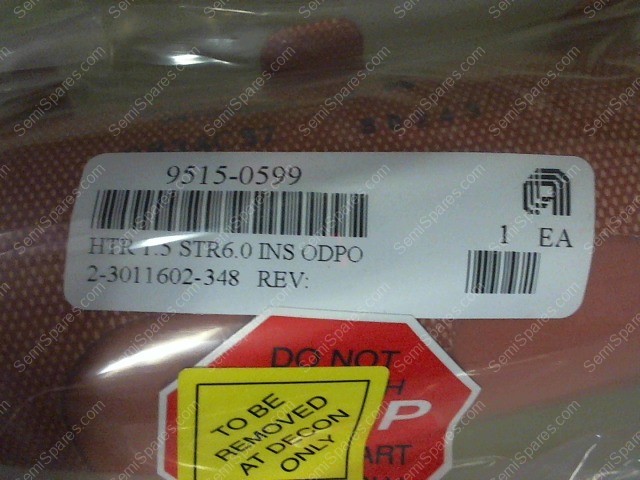 9515-0599
HTR 1.5 STR6.0 INS ODPO
2-3011602-348 REV:
1 EA
DO NOT
TO BE
REMOVED
AT DECON
ONLY
SemiSpares.com